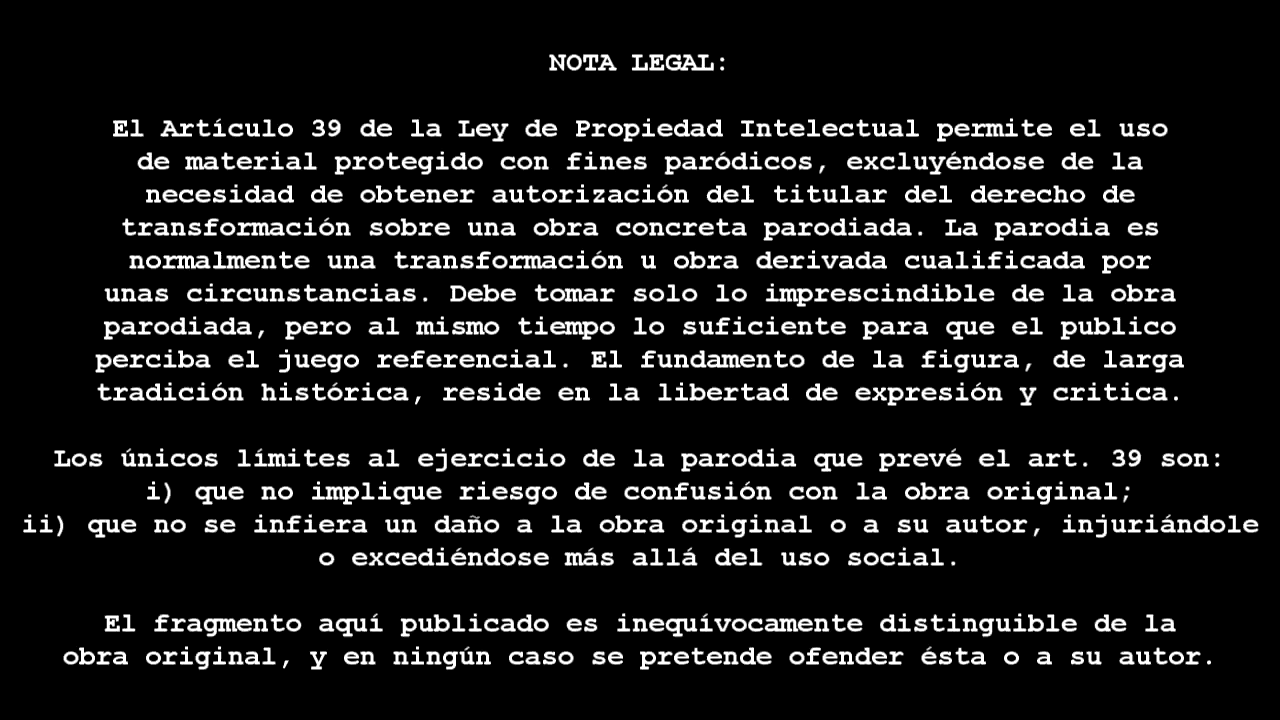 NOTA LEGAL:
El Artículo 39 de la Ley de Propiedad Intelectual permite el uso
de material protegido con fines paródicos, excluyéndose de la
necesidad de obtener autorización del titular del derecho de
transformación sobre una obra concreta parodiada. La parodia es
normalmente una transformación u obra derivada cualificada por
unas circunstancias. Debe tomar solo lo imprescindible de la obra
parodiada, pero al mismo tiempo lo suficiente para que el publico
perciba el juego referencial. El fundamento de la figura, de larga
tradición histórica, reside en la libertad de expresión y critica.
Los únicos límites al ejercicio de la parodia que prevé el art. 39 son:
i) que no implique riesgo de confusión con la obra original;
ii) que no se infiera un daño a la obra original o a su autor, injuriándole
o excediéndose más allá del uso social.
El fragmento aquí publicado es inequívocamente distinguible de la
obra original, y en ningún caso se pretende ofender ésta o a su autor.